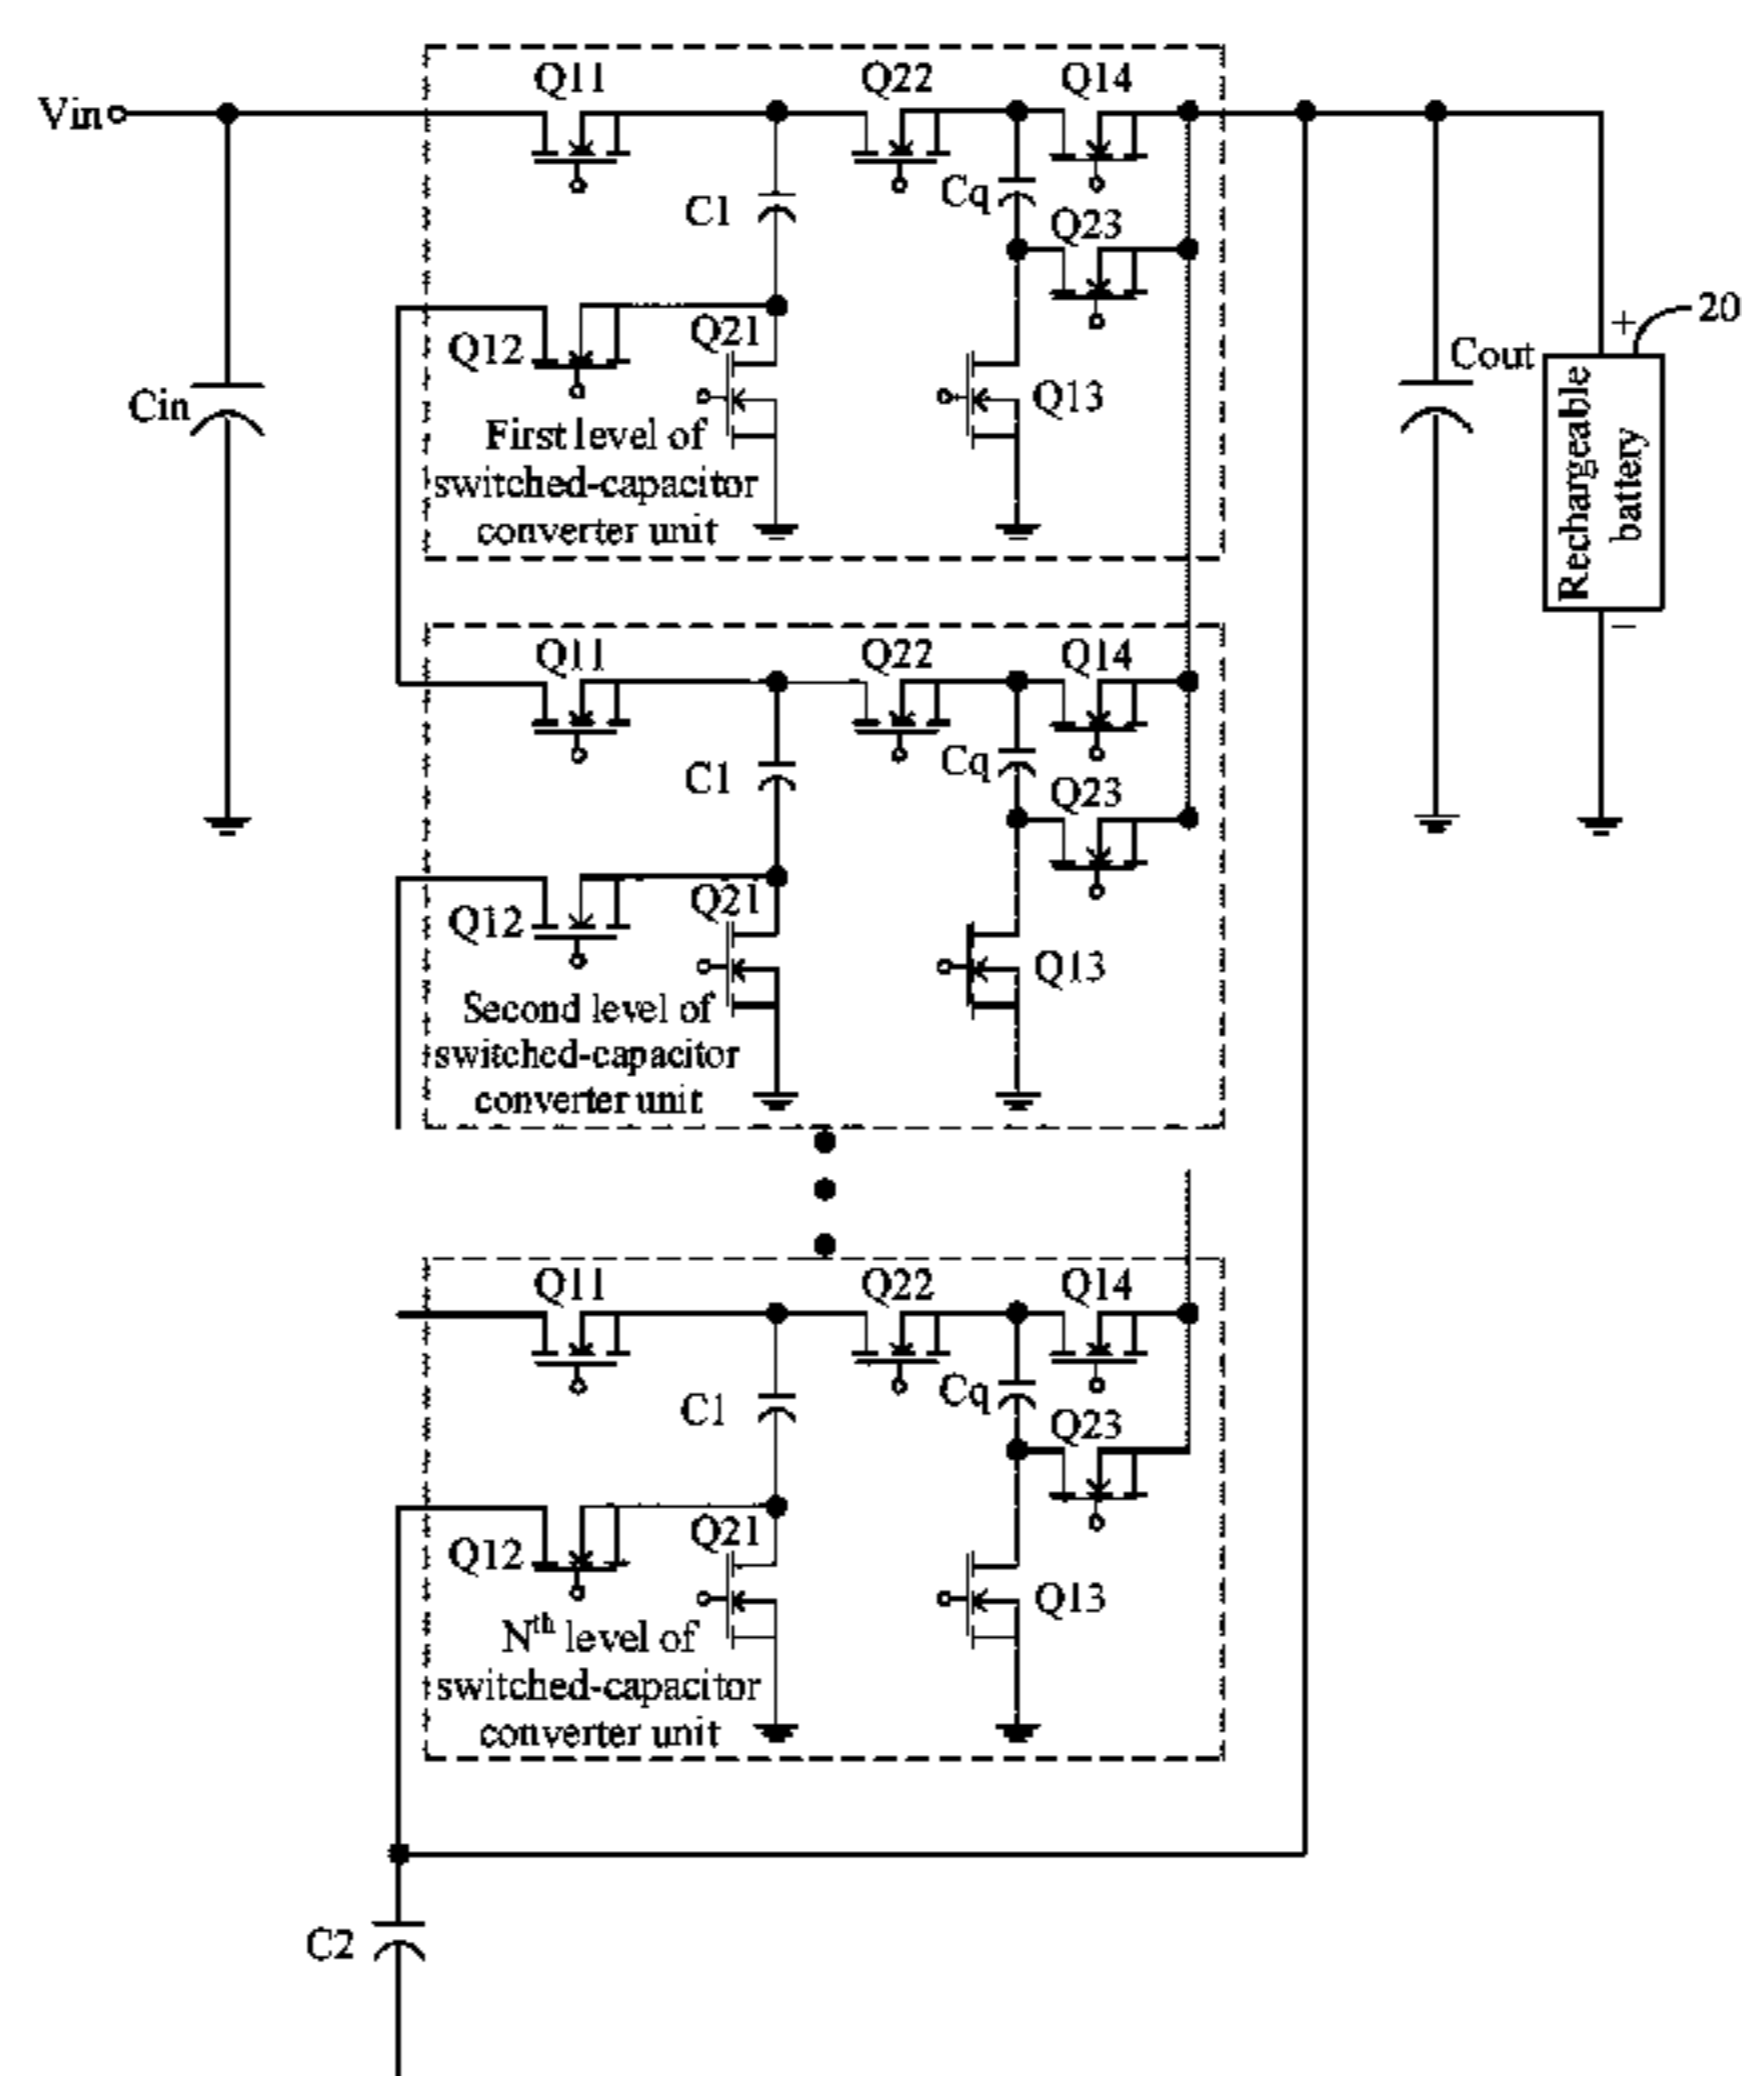 Q11 Q22 Q14
Vin
C1 Cq
Q23
20
Q12 Q21 Q13
+
Cout
Cin
Rechargeable
battery
First level of
switched-capacitor
converter unit
−
Q11 Q22 Q14
C1 Cq
Q23
Q12 Q21 Q13
Second level of
switched-capacitor
converter unit
Q11 Q22 Q14
C1 Cq
Q23
Q12 Q21 Q13
Nth level of
switched-capacitor
converter unit
C2